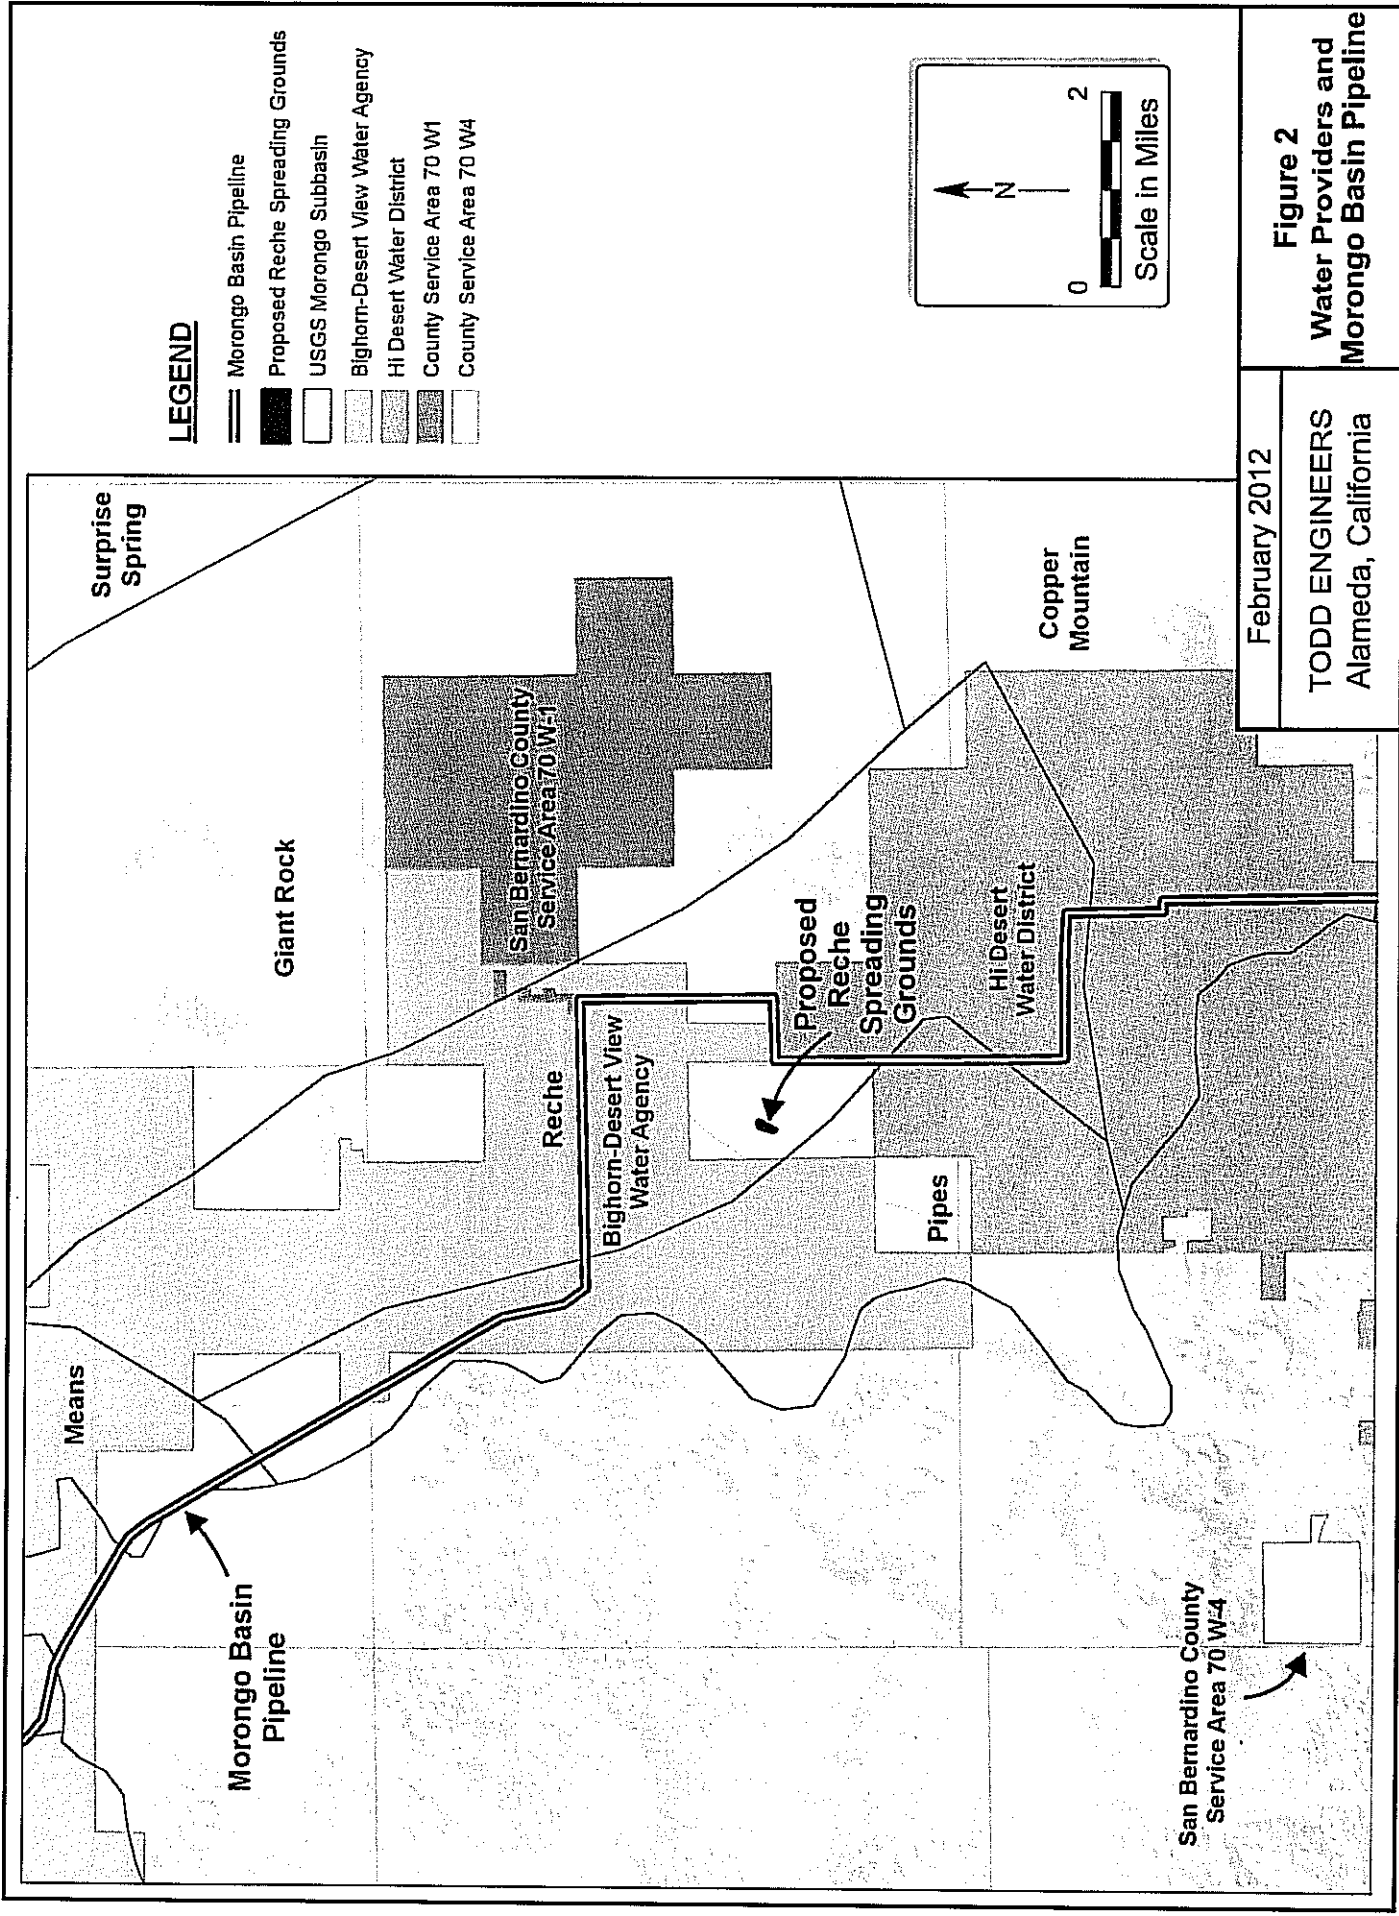 Surprise
Spring
Giant Rock
Means
Morongo Basin
Pipeline
San Bernardino County
Service Area 70 W-1
Reche
Bighorn-Desert View
Water Agency
Proposed
Reche
Spreading
Grounds
Pipes
Hi Desert
Water District
Copper
Mountain
San Bernardino County
Service Area 70 W-4
LEGEND
Morongo Basin Pipeline
Proposed Reche Spreading Grounds
USGS Morongo Subbasin
Bighorn-Desert View Water Agency
Hi Desert Water District
County Service Area 70 W1
County Service Area 70 W4
N
0 2
Scale in Miles
February 2012
TODD ENGINEERS
Alameda, California
Figure 2
Water Providers and
Morongo Basin Pipeline